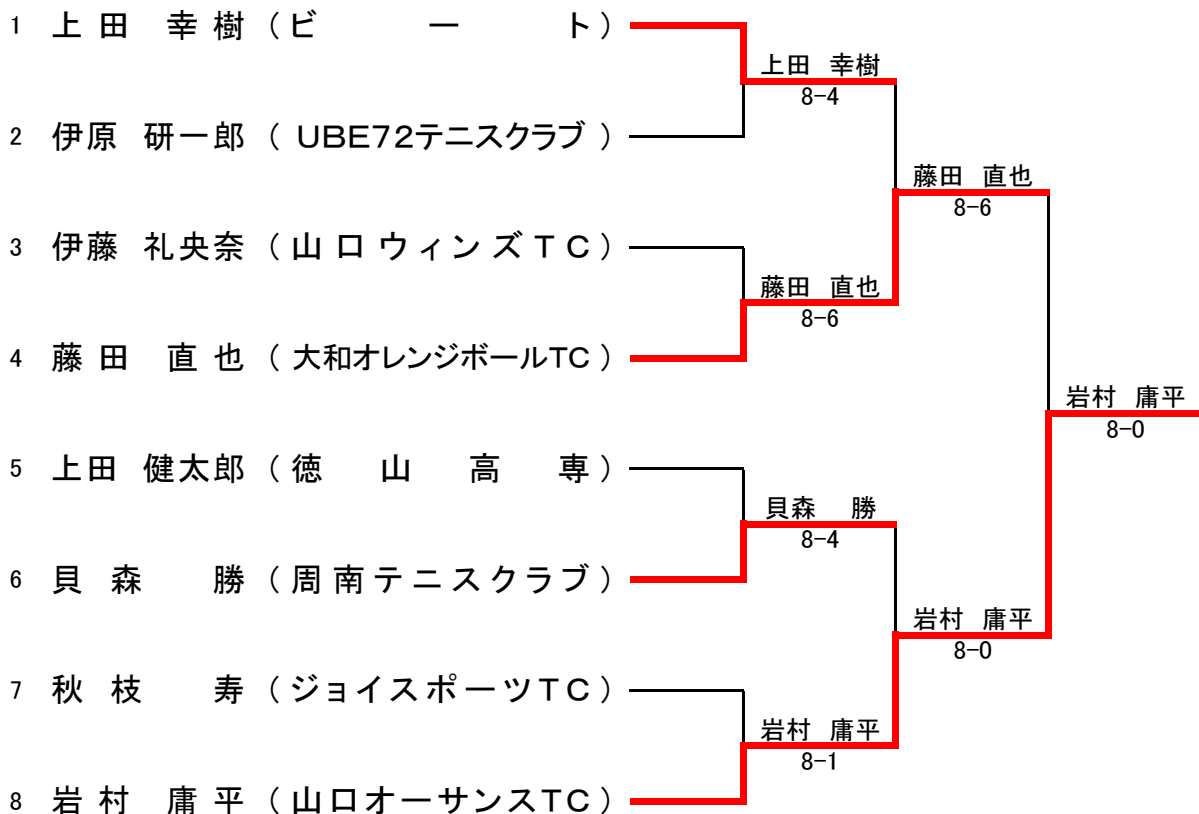 1 上田 幸樹 (ビート)
上田 幸樹
8-4
2 伊原 研一郎 ( UBE72テニスクラブ )
藤田 直也
8-6
3 伊藤 礼央奈 (山口ウィンズTC)
藤田 直也
8-6
4 藤田 直也 ( 大和オレンジボールTC )
岩村 庸平
8-0
5 上田 健太郎 (徳山高専)
貝森 勝
8-4
6 貝森 勝 (周南テニスクラブ)
岩村 庸平
8-0
7 秋枝 寿 (ジョイスポーツTC)
岩村 庸平
8-1
8 岩村 庸平 (山口オーサンスTC)